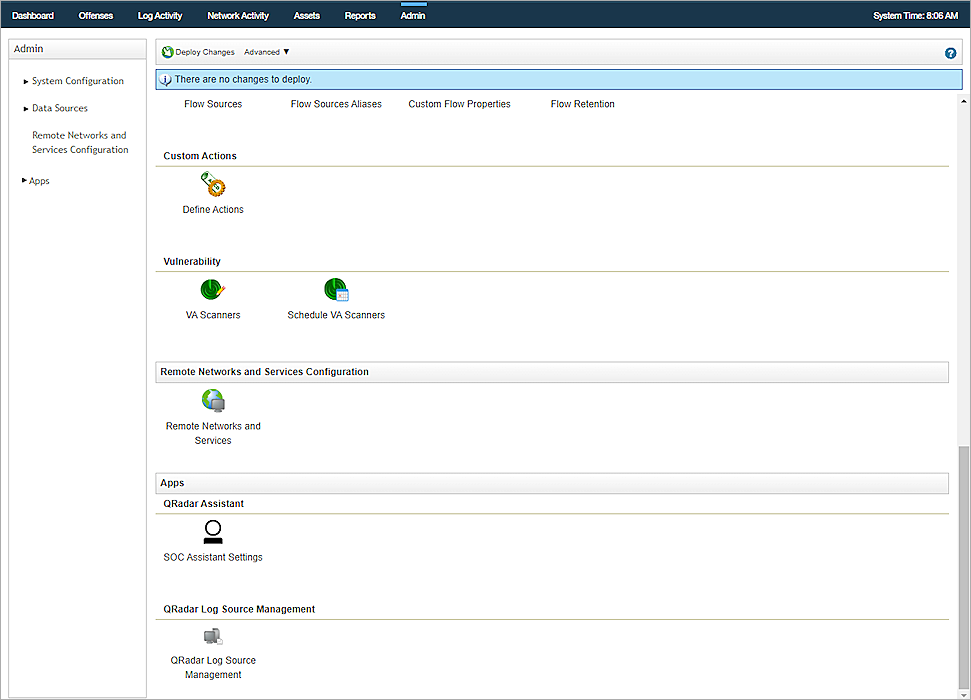 Dashboard Offenses Log Activity Network Activity Assets Reports Admin System Time: 8:06 AM
Admin
System Configuration
Data Sources
Remote Networks and
Services Configuration
Apps
Deploy Changes Advanced ▼ ?
i There are no changes to deploy.
Flow Sources Flow Sources Aliases Custom Flow Properties Flow Retention
Custom Actions
Define Actions
Vulnerability
VA Scanners Schedule VA Scanners
Remote Networks and Services Configuration
Remote Networks and
Services
Apps
QRadar Assistant
SOC Assistant Settings
QRadar Log Source Management
QRadar Log Source
Management